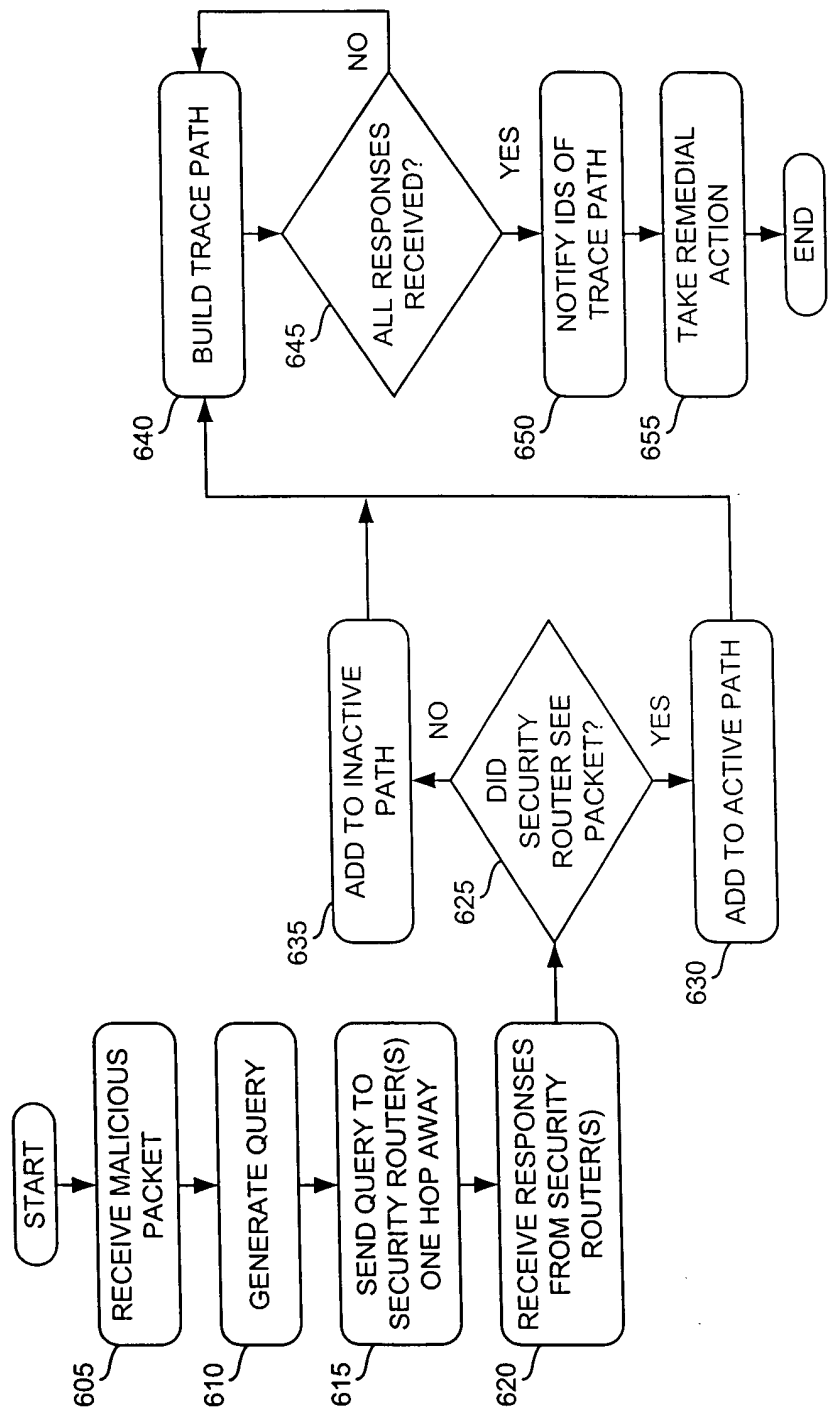 START
605
RECEIVE MALICIOUS
PACKET
610
GENERATE QUERY
615
SEND QUERY TO
SECURITY ROUTER(S)
ONE HOP AWAY
620
RECEIVE RESPONSES
FROM SECURITY
ROUTER(S)
625
DID
SECURITY
ROUTER SEE
PACKET?
NO
YES
635
ADD TO INACTIVE
PATH
630
ADD TO ACTIVE PATH
640
BUILD TRACE PATH
645
ALL RESPONSES
RECEIVED?
NO
YES
650
NOTIFY IDS OF
TRACE PATH
655
TAKE REMEDIAL
ACTION
END